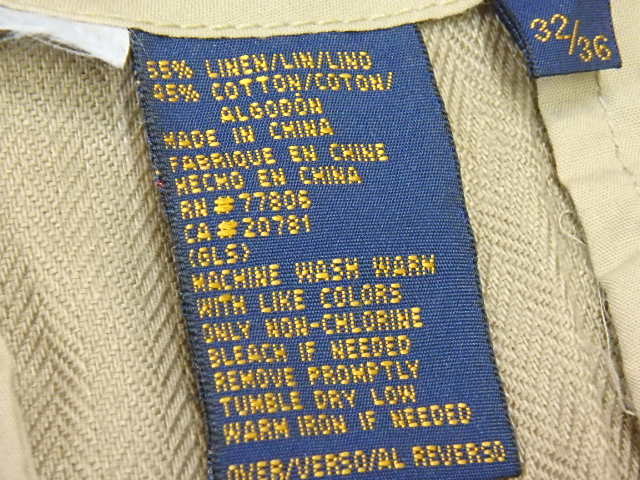 32/36
55% LINEN/LIN/LINO
45% COTTON/COTON/
ALGODÓN
MADE IN CHINA
FABRIQUE EN CHINE
HECHO EN CHINA
RN # 77806
CA # 20781
(GLS)
MACHINE WASH WARM
WITH LIKE COLORS
ONLY NON-CHLORINE
BLEACH IF NEEDED
REMOVE PROMPTLY
TUMBLE DRY LOW
WARM IRON IF NEEDED
OVER/VERSO/AL REVERSO